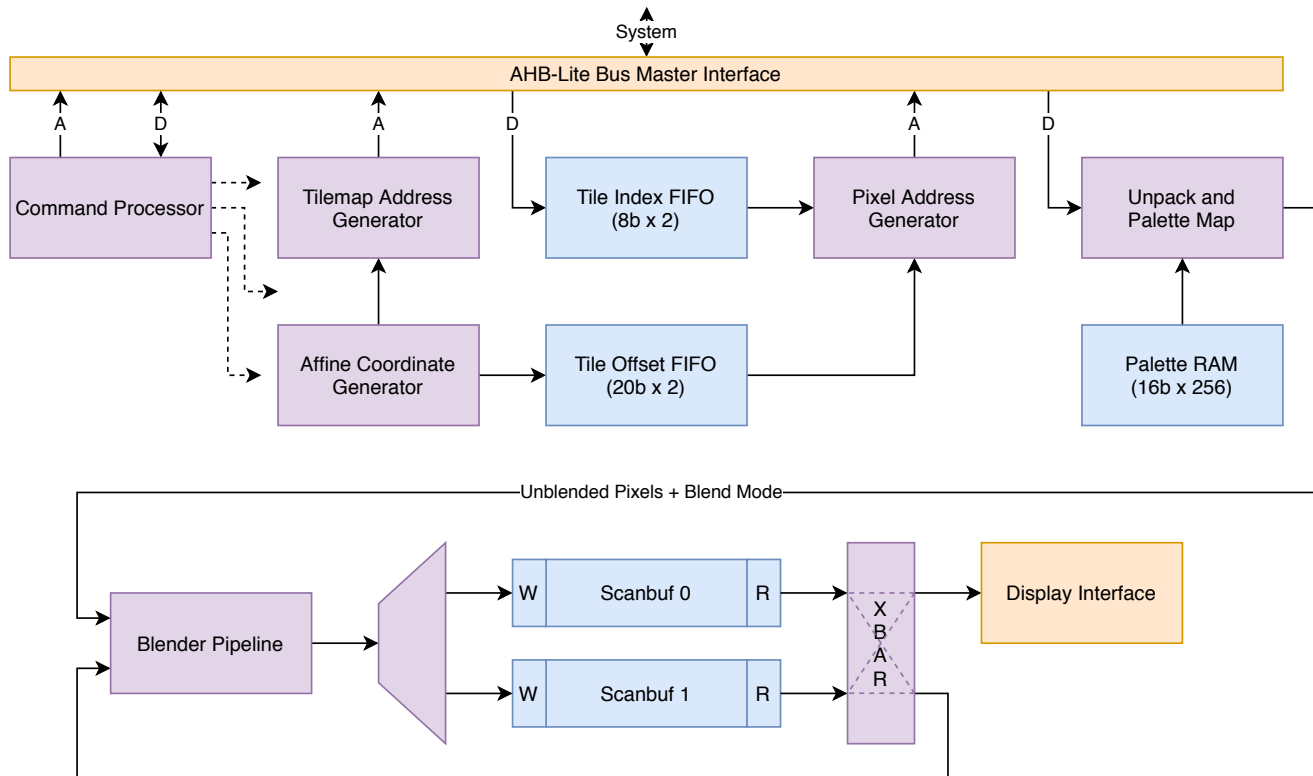 System
AHB-Lite Bus Master Interface
A
D
A
D
A
D
Command Processor
Tilemap Address
Generator
Tile Index FIFO
(8b x 2)
Pixel Address
Generator
Unpack and
Palette Map
Affine Coordinate
Generator
Tile Offset FIFO
(20b x 2)
Palette RAM
(16b x 256)
Unblended Pixels + Blend Mode
Blender Pipeline
W
Scanbuf 0
R
W
Scanbuf 1
R
X
B
A
R
Display Interface